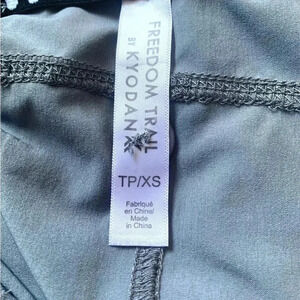 FREEDOM TRAIL
BY KYODAN
TP/XS
Fabriqué
en Chine/
Made
in China